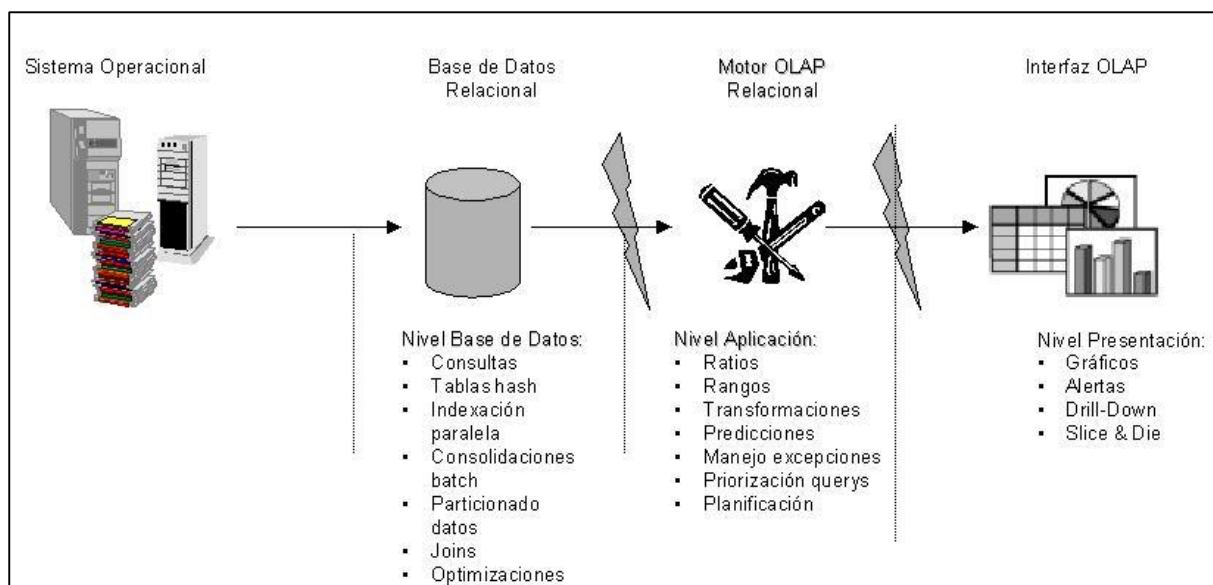 Sistema Operacional
Base de Datos
Relacional
Motor OLAP
Relacional
Interfaz OLAP
Nivel Base de Datos:
▪ Consultas
▪ Tablas hash
▪ Indexación
paralela
▪ Consolidaciones
batch
▪ Particionado
datos
▪ Joins
▪ Optimizaciones
Nivel Aplicación:
▪ Ratios
▪ Rangos
▪ Transformaciones
▪ Predicciones
▪ Manejo excepciones
▪ Priorización querys
▪ Planificación
Nivel Presentación:
▪ Gráficos
▪ Alertas
▪ Drill-Down
▪ Slice & Die